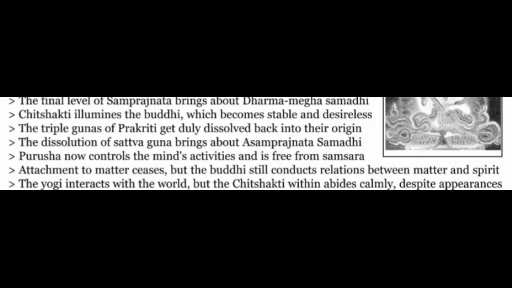 > The final level of Samprajnata brings about Dharma-megha samadhi
> Chitshakti illumines the buddhi, which becomes stable and desireless
> The triple gunas of Prakriti get duly dissolved back into their origin
> The dissolution of sattva guna brings about Asamprajnata Samadhi
> Purusha now controls the mind's activities and is free from samsara
> Attachment to matter ceases, but the buddhi still conducts relations between matter and spirit
> The yogi interacts with the world, but the Chitshakti within abides calmly, despite appearances